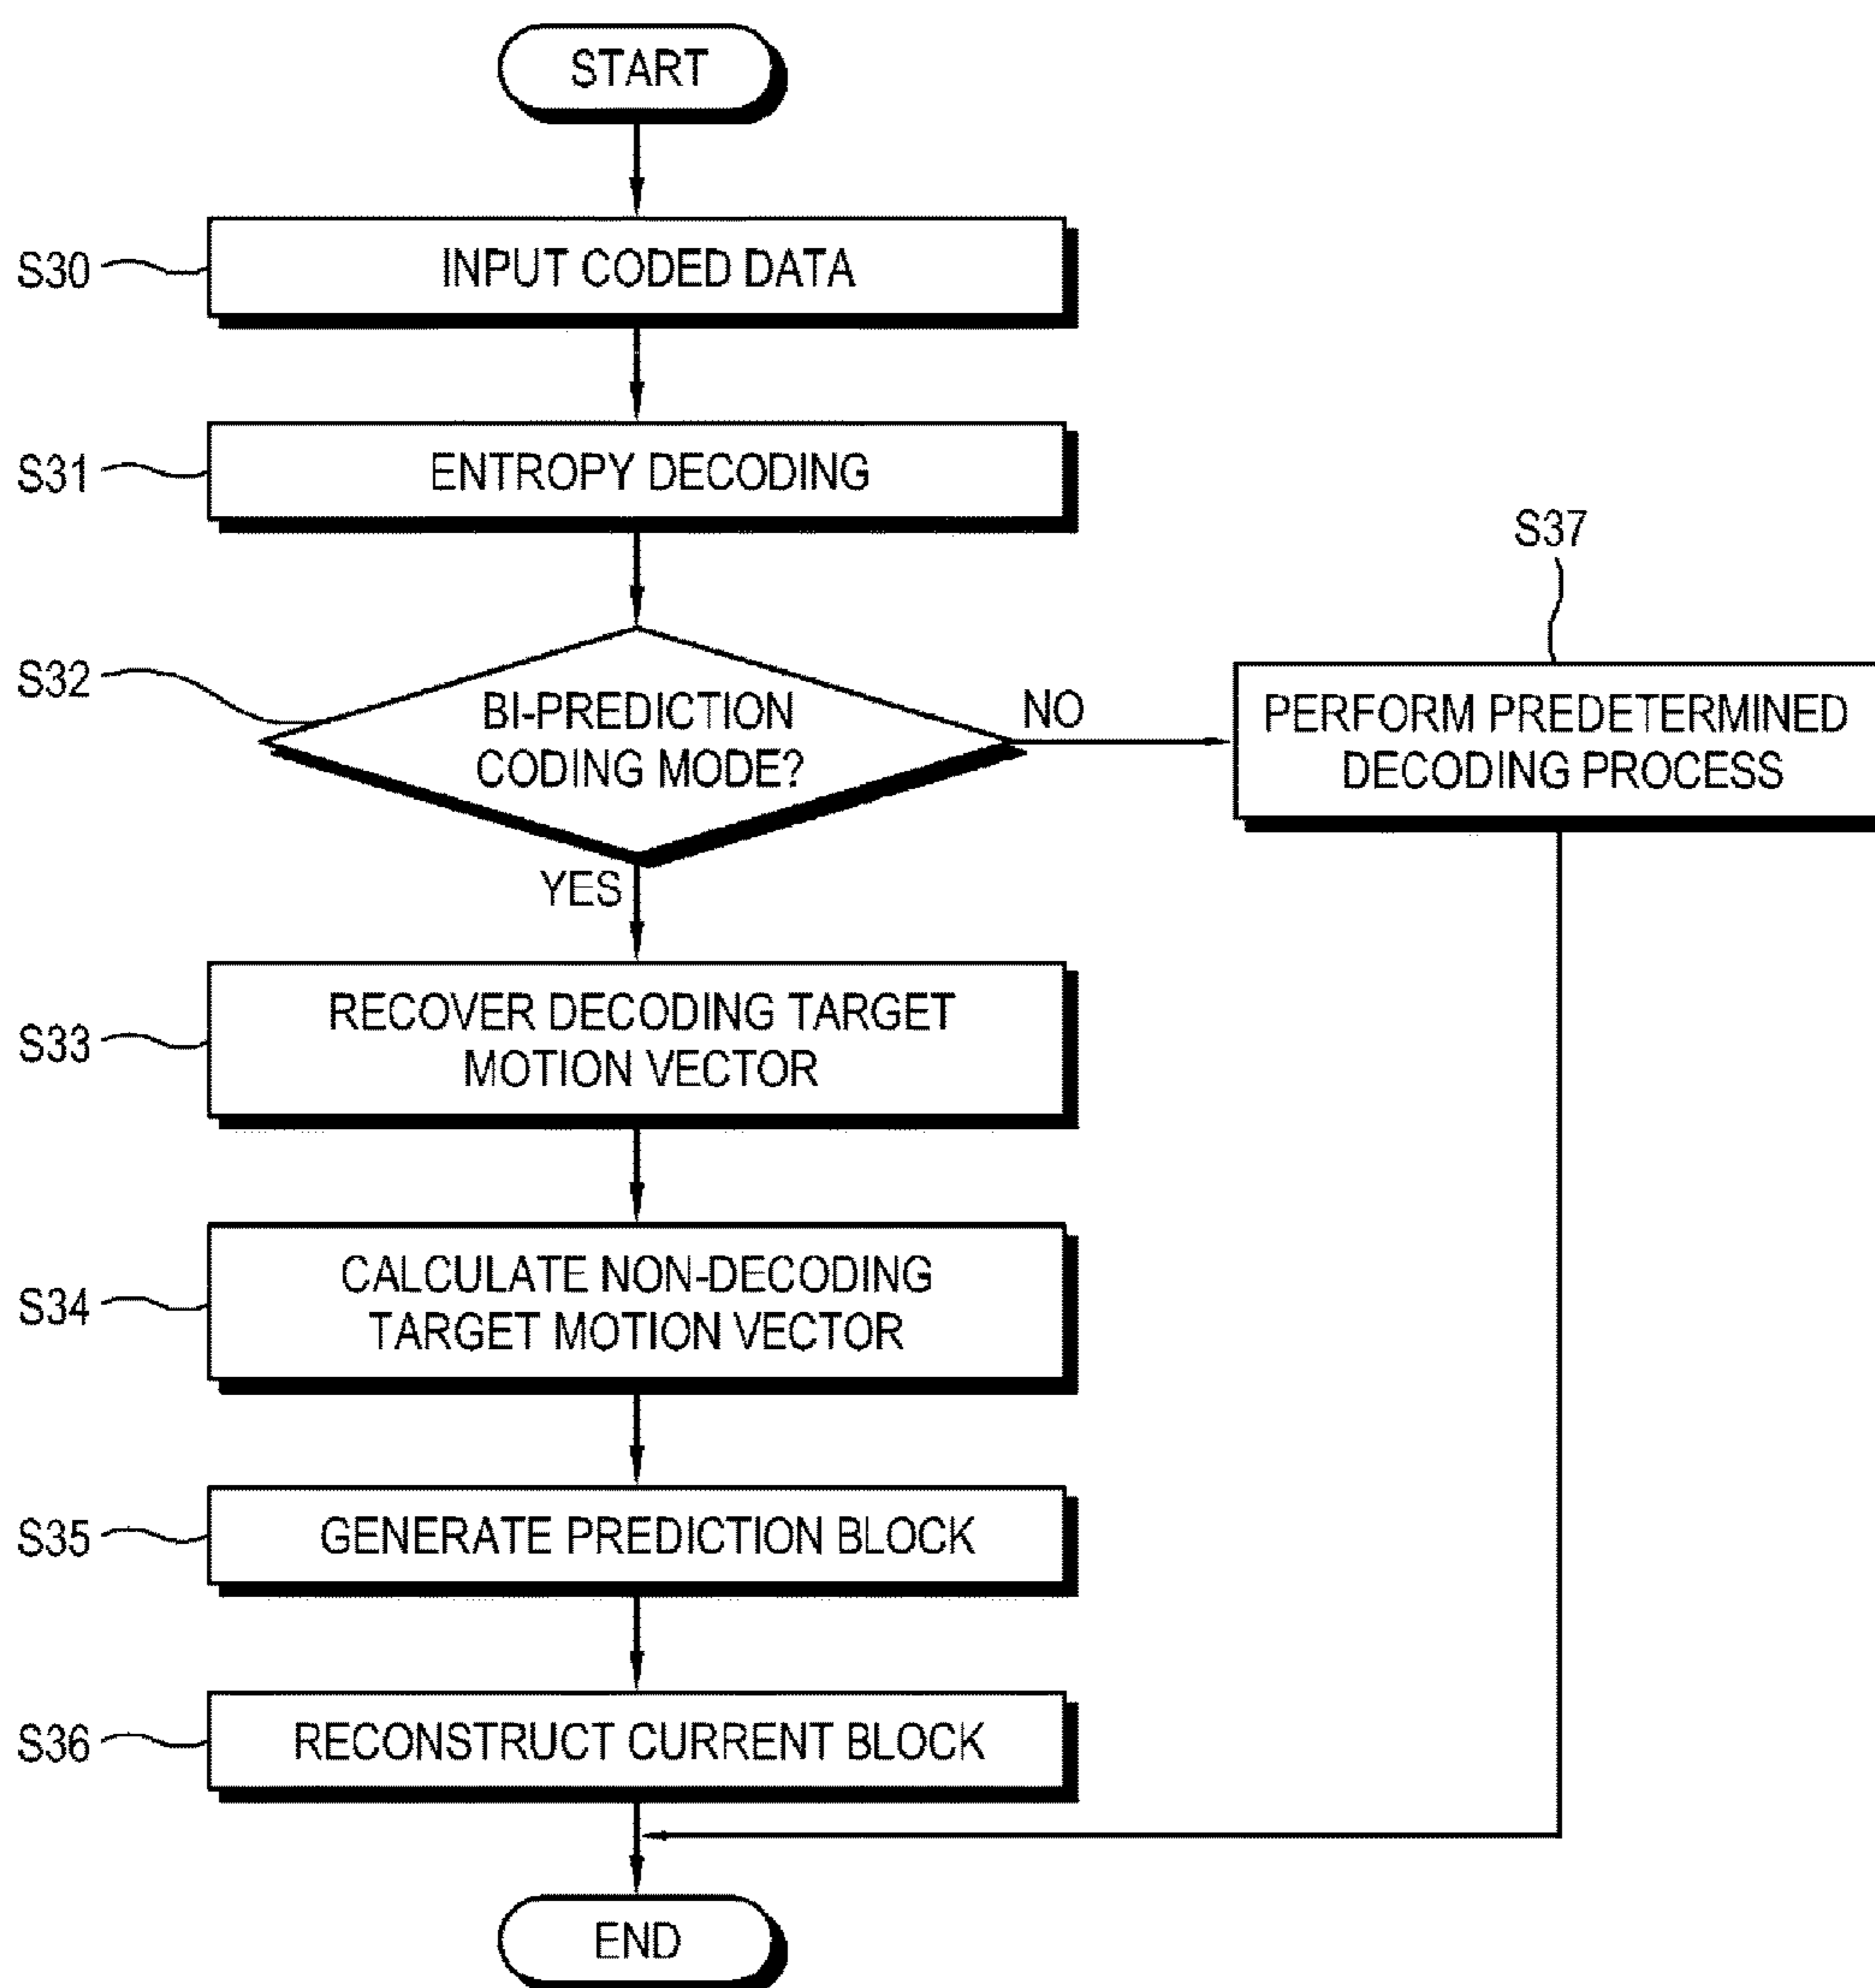 START
S30
INPUT CODED DATA
S31
ENTROPY DECODING
S32
BI-PREDICTION
CODING MODE?
NO
YES
S37
PERFORM PREDETERMINED
DECODING PROCESS
S33
RECOVER DECODING TARGET
MOTION VECTOR
S34
CALCULATE NON-DECODING
TARGET MOTION VECTOR
S35
GENERATE PREDICTION BLOCK
S36
RECONSTRUCT CURRENT BLOCK
END